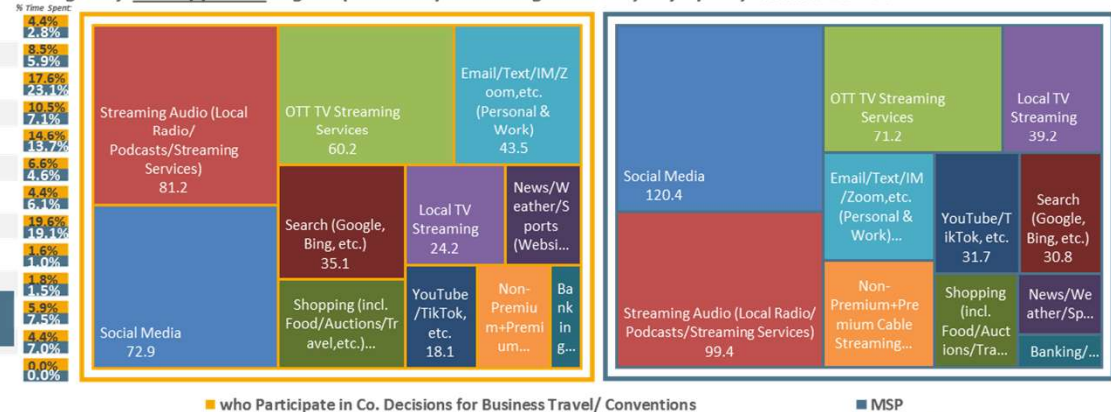 % Time Spent:
4.4%
2.8%
8.5%
5.9%
17.6%
23.1%
10.5%
7.1%
14.6%
13.7%
6.6%
4.6%
4.4%
6.1%
19.6%
19.1%
1.6%
1.0%
1.8%
1.5%
5.9%
7.5%
4.4%
7.0%
0.0%
0.0%
Streaming Audio (Local
Radio/
Podcasts/Streaming
Services)
81.2
Social Media
72.9
OTT TV Streaming
Services
60.2
Email/Text/IM/Z
oom,etc.
(Personal &
Work)
43.5
Search (Google,
Bing, etc.)
35.1
Local TV
Streaming
24.2
News/W
eather/S
ports
(Websi...
Shopping (incl.
Food/Auctions/Tr
avel,etc.)...
YouTube
/TikTok,
etc.
18.1
Non-
Premiu
m+Premi
um...
Ba
nk
in
g...
Social Media
120.4
Streaming Audio (Local Radio/
Podcasts/Streaming Services)
99.4
OTT TV Streaming
Services
71.2
Local TV
Streaming
39.2
Email/Text/IM
/Zoom,etc.
(Personal &
Work)...
YouTube/T
ikTok, etc.
31.7
Search
(Google,
Bing, etc.)
30.8
Non-
Premium+Pre
mium Cable
Streaming...
Shopping
(incl.
Food/Auct
ions/Tra...
News/We
ather/Sp...
Banking/...
who Participate in Co. Decisions for Business Travel/ Conventions
MSP